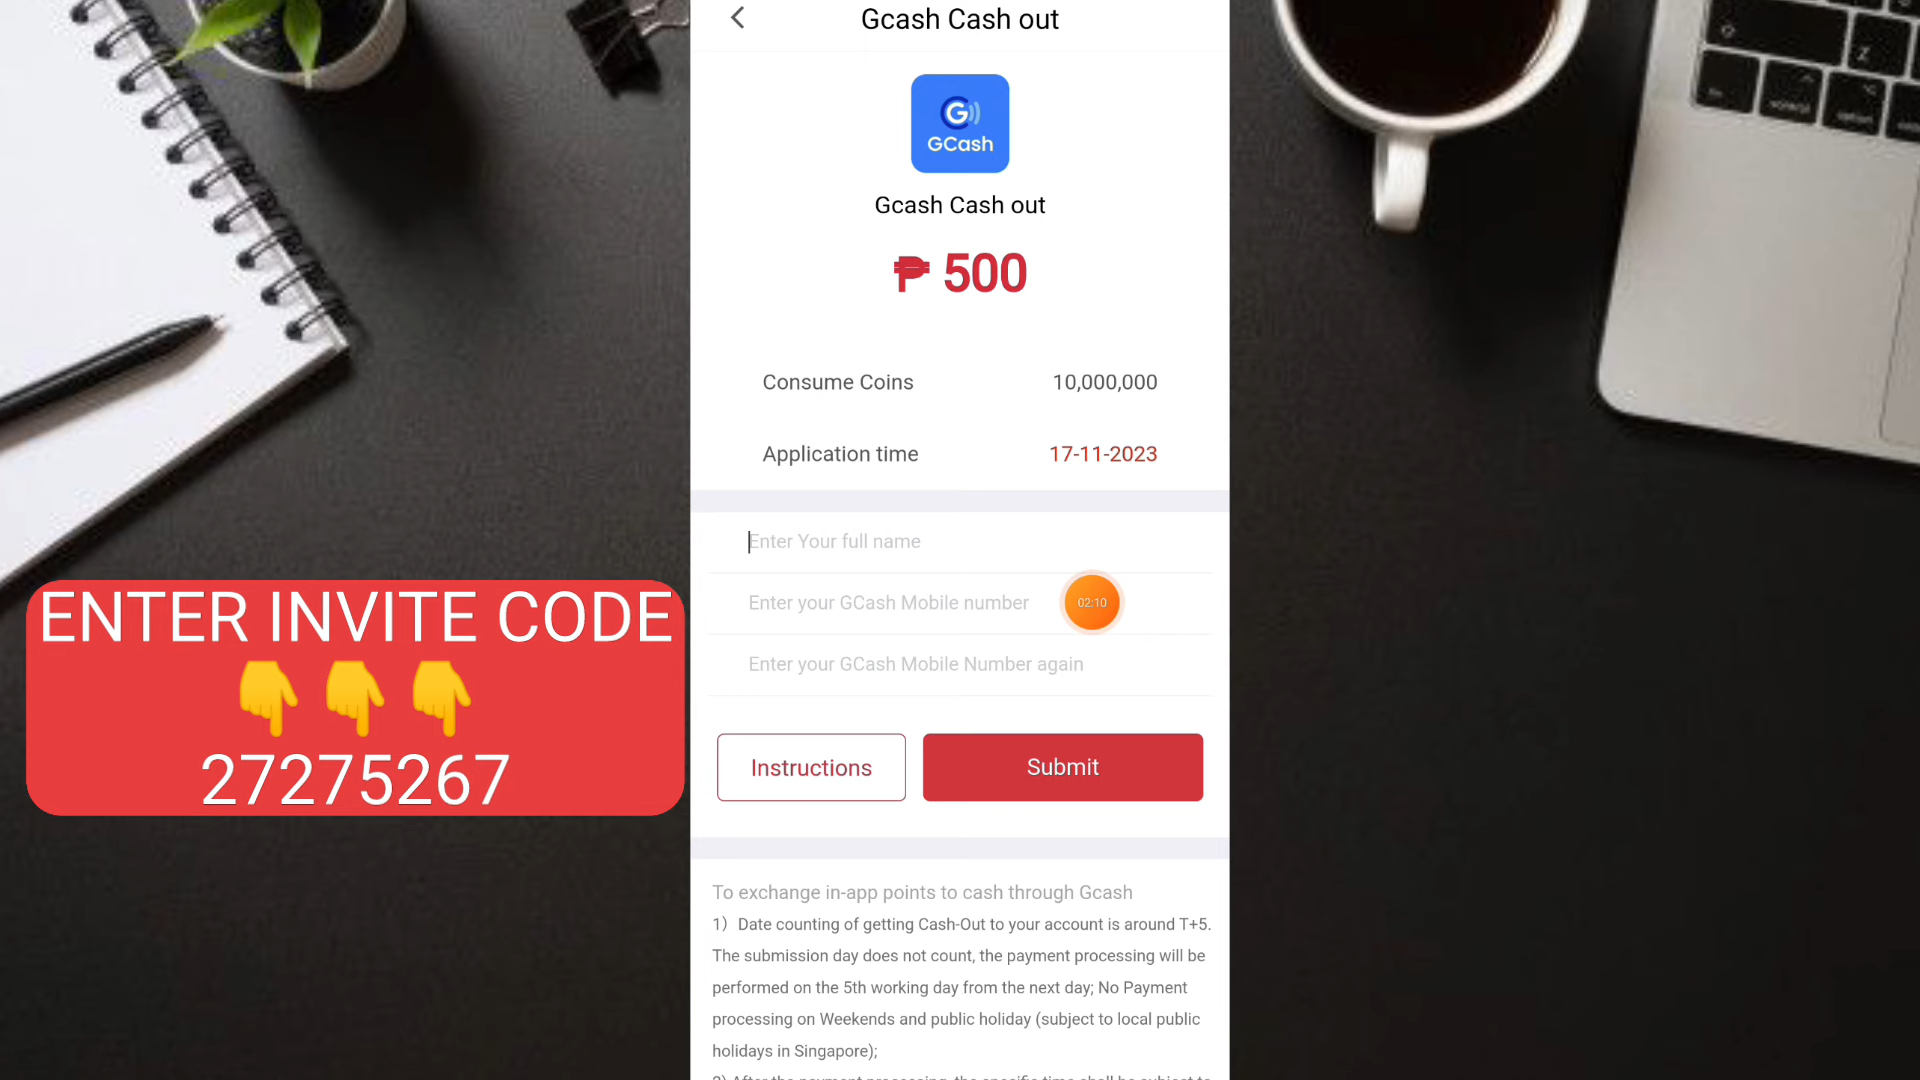 Gcash Cash out
G
GCash
Gcash Cash out
₱ 500
Consume Coins 10,000,000
Application time 17-11-2023
Enter Your full name
Enter your GCash Mobile number 02:10
Enter your GCash Mobile Number again
Instructions Submit
To exchange in-app points to cash through Gcash
1） Date counting of getting Cash-Out to your account is around T+5.
The submission day does not count, the payment processing will be
performed on the 5th working day from the next day; No Payment
processing on Weekends and public holiday (subject to local public
holidays in Singapore);
ENTER INVITE CODE
👇 👇 👇
27275267
Z
option